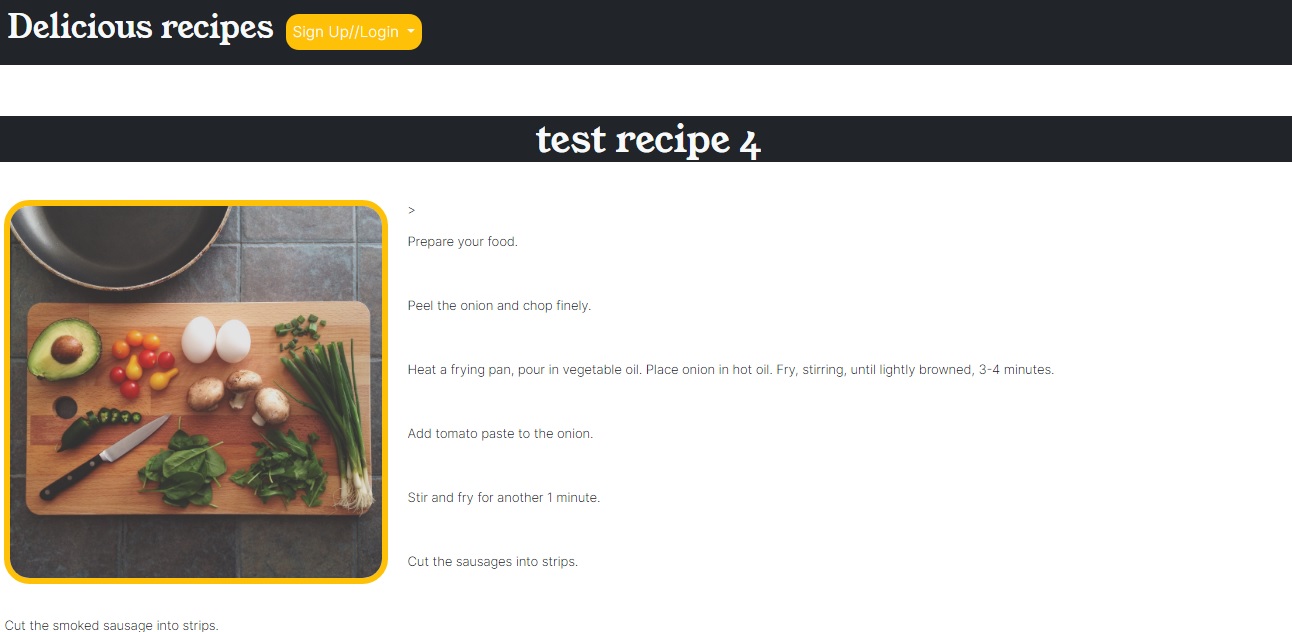 Delicious recipes
Sign Up//Login
test recipe 4
>
Prepare your food.
Peel the onion and chop finely.
Heat a frying pan, pour in vegetable oil. Place onion in hot oil. Fry, stirring, until lightly browned, 3-4 minutes.
Add tomato paste to the onion.
Stir and fry for another 1 minute.
Cut the sausages into strips.
Cut the smoked sausage into strips.